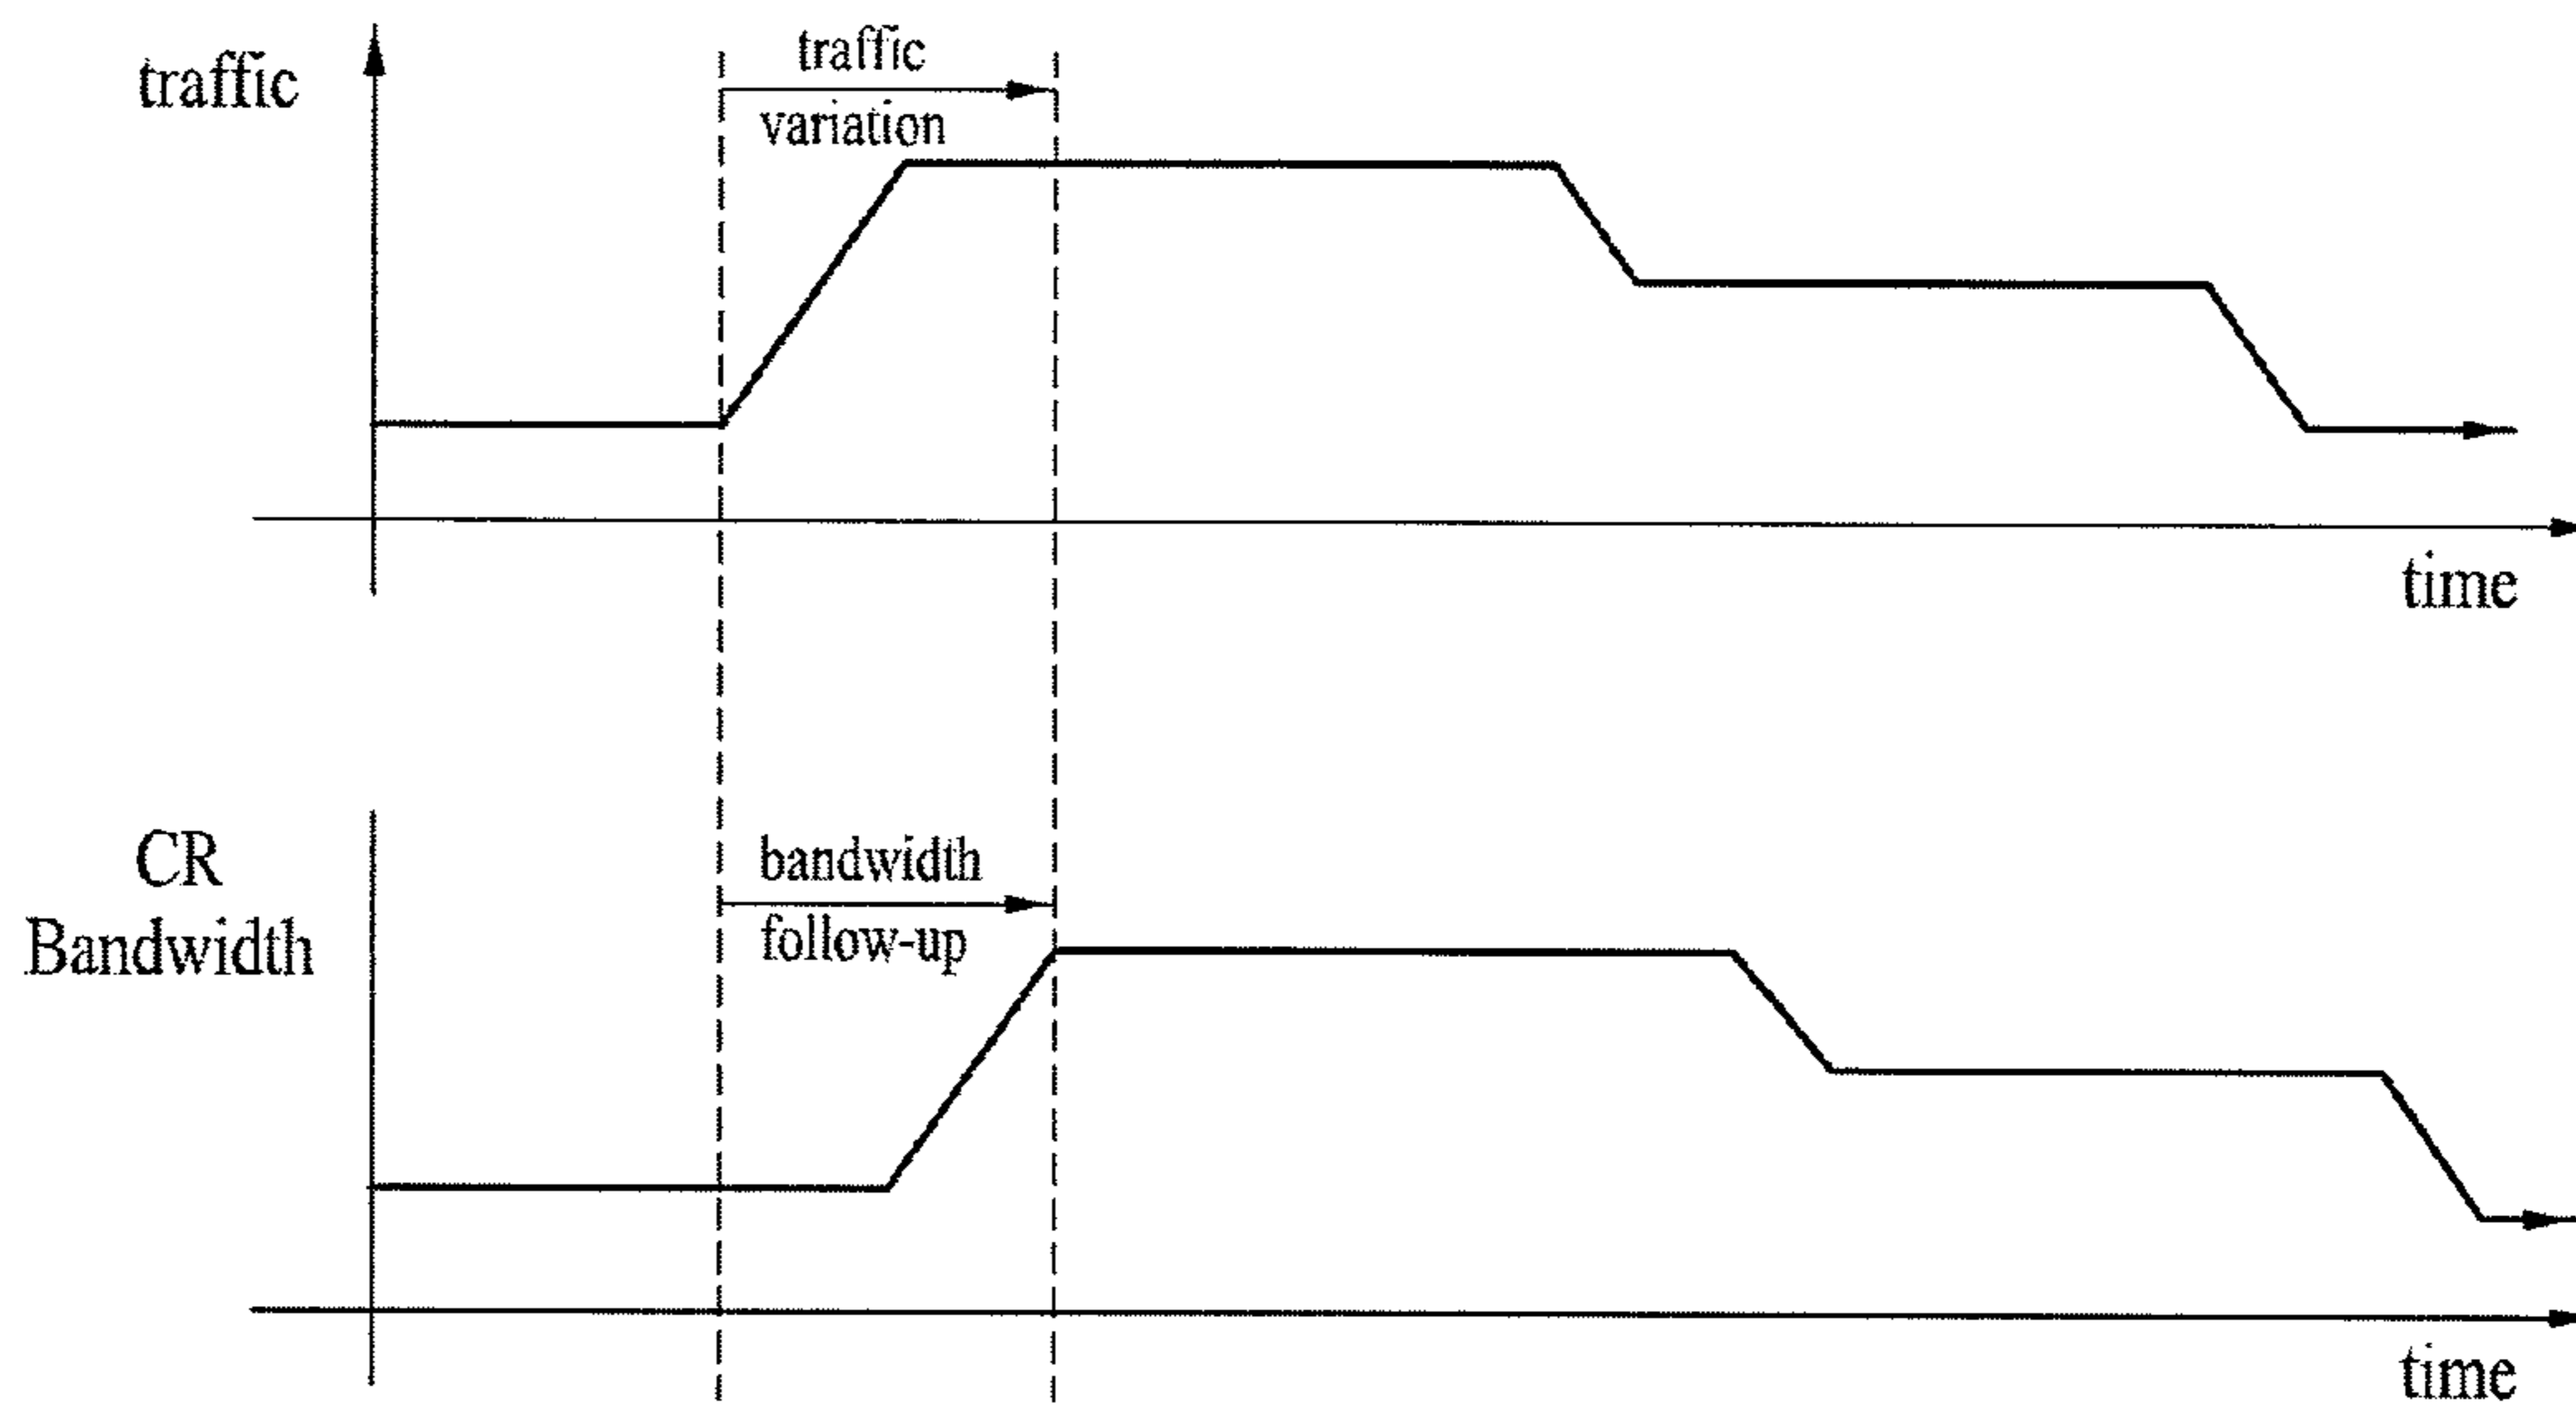 traffic
traffic
variation
time
CR
Bandwidth
bandwidth
follow-up
time